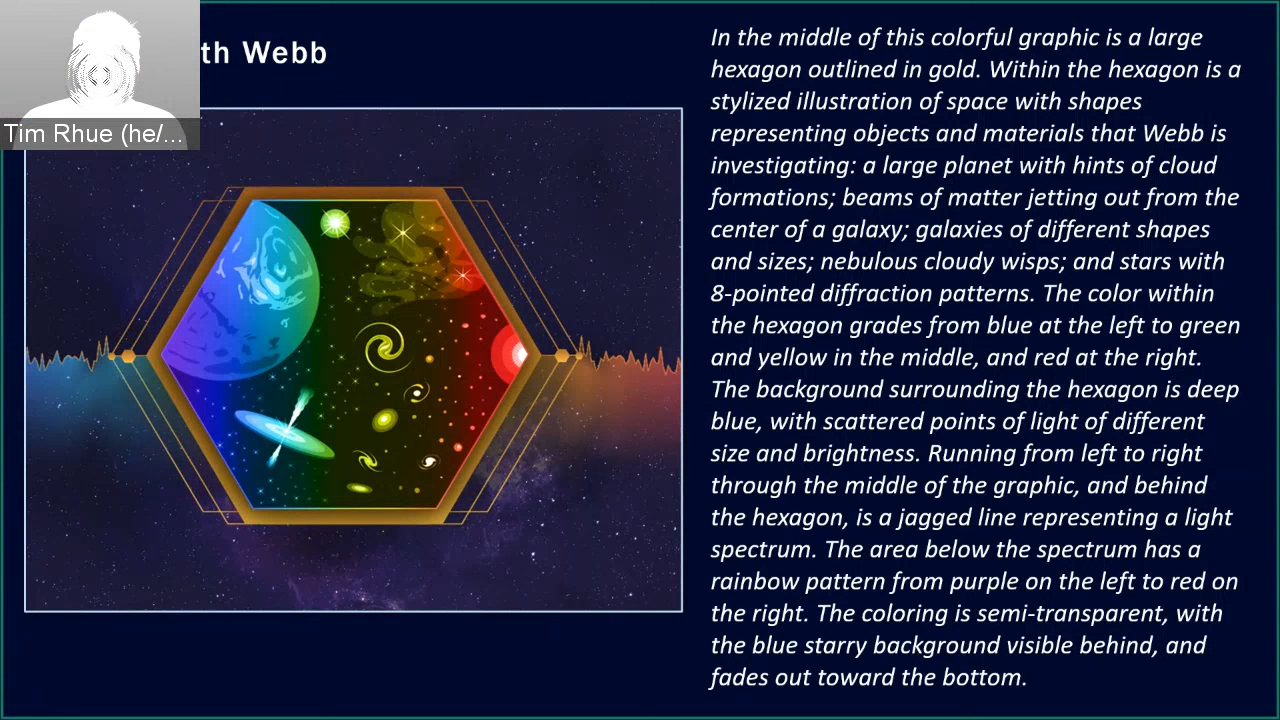 th Webb
Tim Rhue (he/...
In the middle of this colorful graphic is a large
hexagon outlined in gold. Within the hexagon is a
stylized illustration of space with shapes
representing objects and materials that Webb is
investigating: a large planet with hints of cloud
formations; beams of matter jetting out from the
center of a galaxy; galaxies of different shapes
and sizes; nebulous cloudy wisps; and stars with
8-pointed diffraction patterns. The color within
the hexagon grades from blue at the left to green
and yellow in the middle, and red at the right.
The background surrounding the hexagon is deep
blue, with scattered points of light of different
size and brightness. Running from left to right
through the middle of the graphic, and behind
the hexagon, is a jagged line representing a light
spectrum. The area below the spectrum has a
rainbow pattern from purple on the left to red on
the right. The coloring is semi-transparent, with
the blue starry background visible behind, and
fades out toward the bottom.